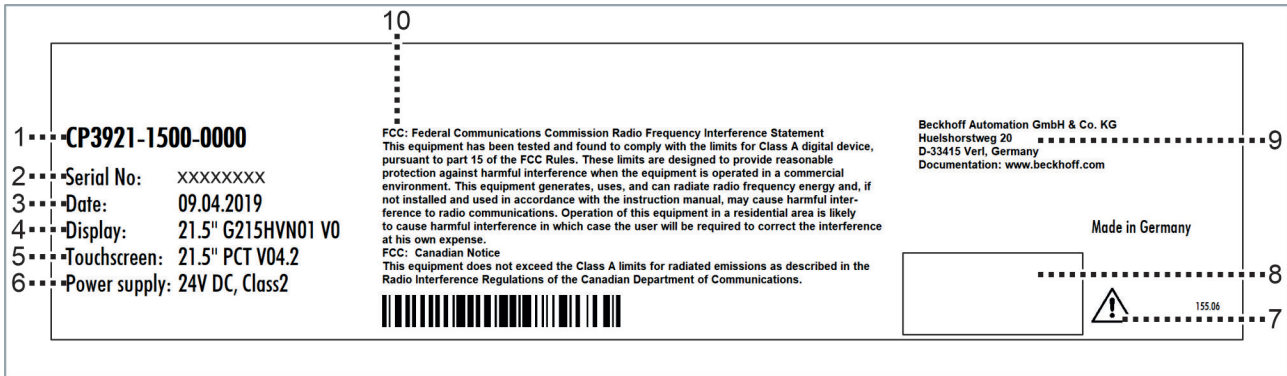 10
1 CP3921-1500-0000
2 Serial No: xxxxxxxx
3 Date: 09.04.2019
4 Display: 21.5" G215HVN01 V0
5 Touchscreen: 21.5" PCT V04.2
6 Power supply: 24V DC, Class2
FCC: Federal Communications Commission Radio Frequency Interference Statement
This equipment has been tested and found to comply with the limits for Class A digital device,
pursuant to part 15 of the FCC Rules. These limits are designed to provide reasonable
protection against harmful interference when the equipment is operated in a commercial
environment. This equipment generates, uses, and can radiate radio frequency energy and, if
not installed and used in accordance with the instruction manual, may cause harmful inter-
ference to radio communications. Operation of this equipment in a residential area is likely
to cause harmful interference in which case the user will be required to correct the interference
at his own expense.
FCC: Canadian Notice
This equipment does not exceed the Class A limits for radiated emissions as described in the
Radio Interference Regulations of the Canadian Department of Communications.
Beckhoff Automation GmbH & Co. KG
Huelshorstweg 20
D-33415 Verl, Germany
Documentation: www.beckhoff.com
9
Made in Germany
8
155.06
7